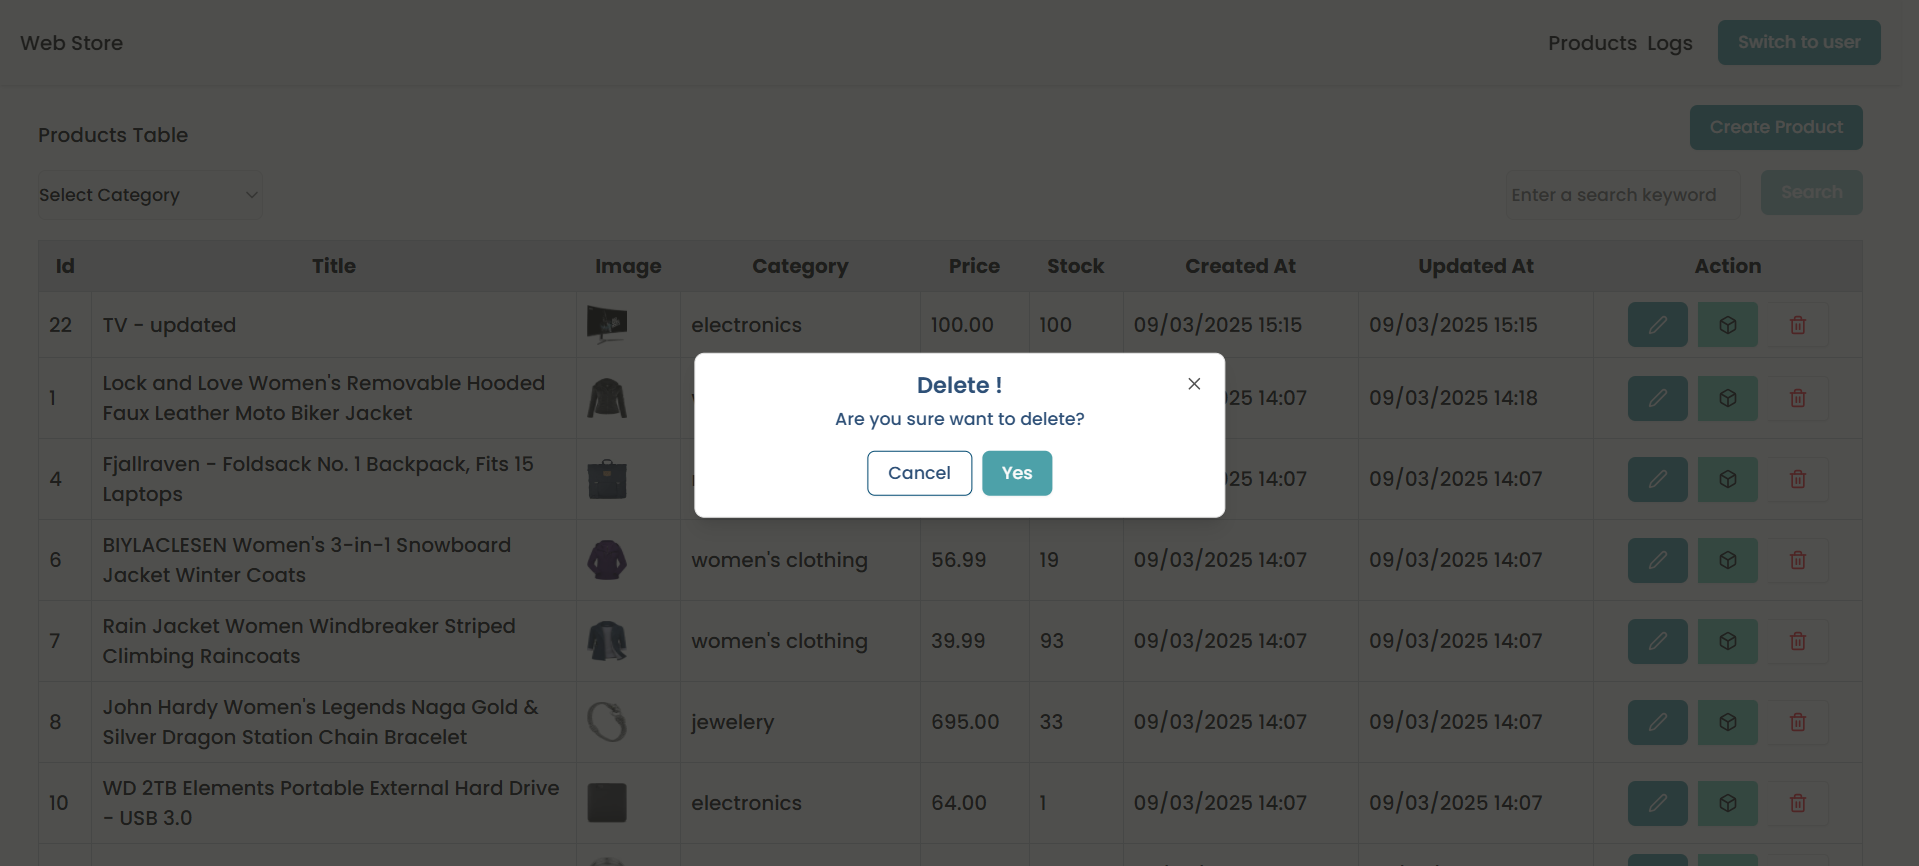 Web Store
Products Logs Switch to user
Products Table
Create Product
Select Category
Enter a search keyword Search
Id Title Image Category Price Stock Created At Updated At Action
22 TV - updated electronics 100.00 100 09/03/2025 15:15 09/03/2025 15:15
Delete !
Are you sure want to delete?
Cancel Yes
Lock and Love Women's Removable Hooded
1 25 14:07 09/03/2025 14:18
Faux Leather Moto Biker Jacket
Fjallraven - Foldsack No. 1 Backpack, Fits 15
4 25 14:07 09/03/2025 14:07
Laptops
BIYLACLESEN Women's 3-in-1 Snowboard
6 women's clothing 56.99 19 09/03/2025 14:07 09/03/2025 14:07
Jacket Winter Coats
Rain Jacket Women Windbreaker Striped
7 women's clothing 39.99 93 09/03/2025 14:07 09/03/2025 14:07
Climbing Raincoats
John Hardy Women's Legends Naga Gold &
8 jewelery 695.00 33 09/03/2025 14:07 09/03/2025 14:07
Silver Dragon Station Chain Bracelet
WD 2TB Elements Portable External Hard Drive
10 electronics 64.00 1 09/03/2025 14:07 09/03/2025 14:07
- USB 3.0